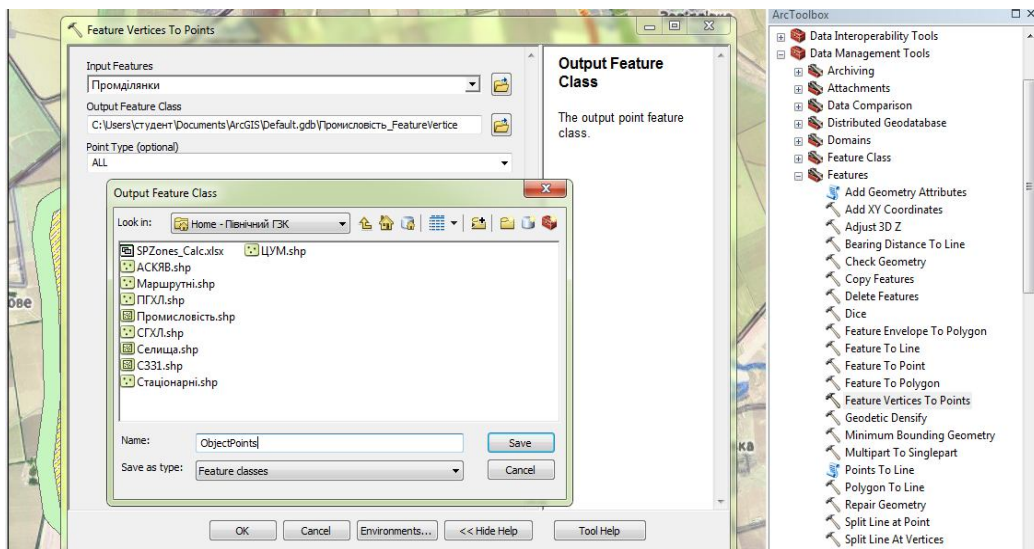 Feature Vertices To Points
Input Features
Промділянки
Output Feature Class
C:\Users\студент\Documents\ArcGIS\Default.gdb\Промисловість_FeatureVertice
Point Type (optional)
ALL
Output Feature Class
The output point feature class.
Output Feature Class
Look in:
Home - Північний ГЗК
SPZones_Calc.xlsx
АСКЯВ.shp
Маршрутні.shp
ПГХЛ.shp
Промисловість.shp
СГХЛ.shp
Селища.shp
СЗЗ1.shp
Стаціонарні.shp
ЦУМ.shp
Name:
ObjectPoints
Save
Save as type:
Feature classes
Cancel
OK
Cancel
Environments...
<< Hide Help
Tool Help
ArcToolbox
Data Interoperability Tools
Data Management Tools
Archiving
Attachments
Data Comparison
Distributed Geodatabase
Domains
Feature Class
Features
Add Geometry Attributes
Add XY Coordinates
Adjust 3D Z
Bearing Distance To Line
Check Geometry
Copy Features
Delete Features
Dice
Feature Envelope To Polygon
Feature To Line
Feature To Point
Feature To Polygon
Feature Vertices To Points
Geodetic Densify
Minimum Bounding Geometry
Multipart To Singlepart
Points To Line
Polygon To Line
Repair Geometry
Split Line at Point
Split Line At Vertices